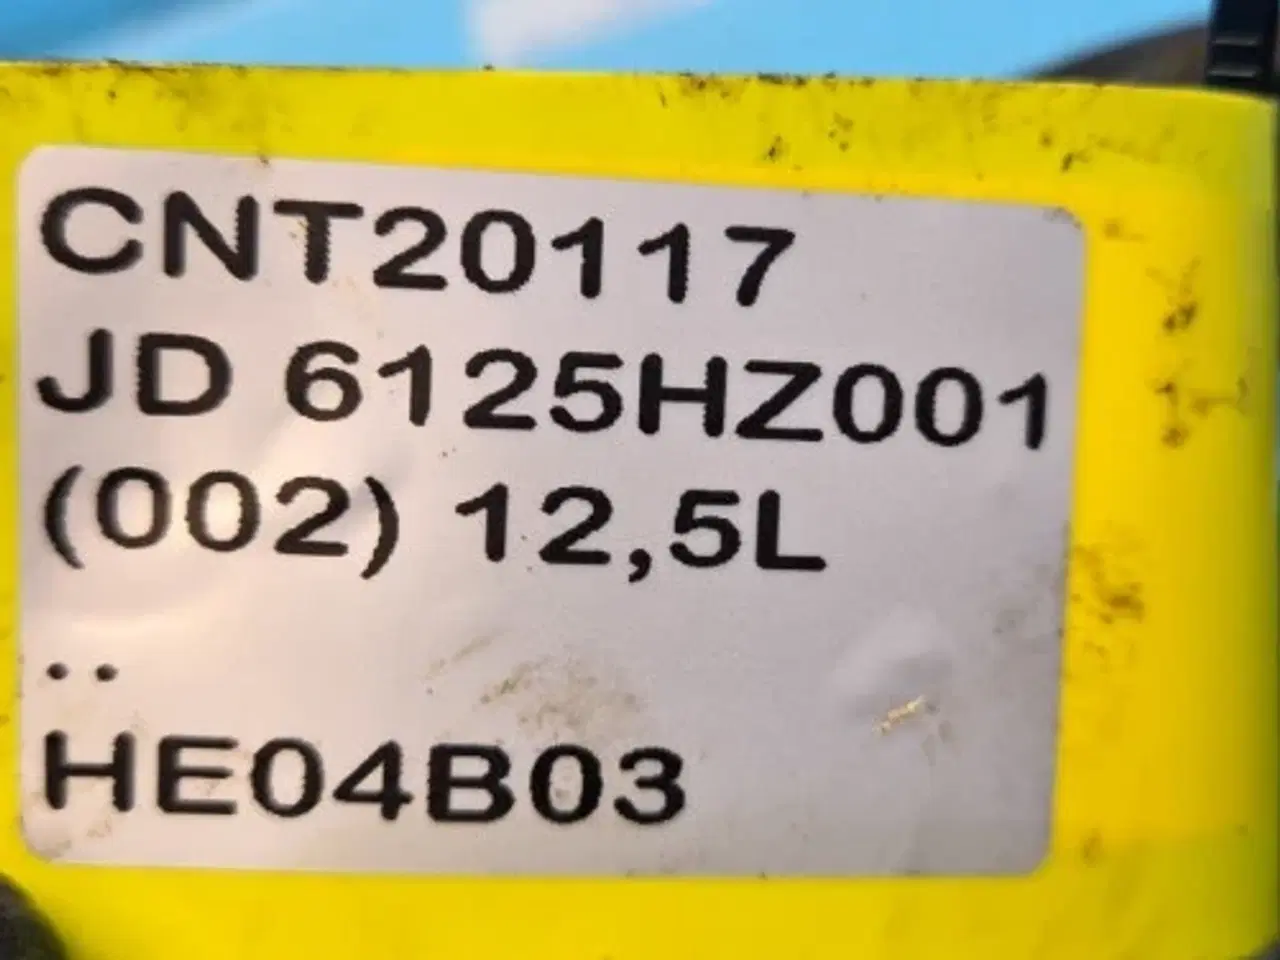 CNT20117
JD 6125HZ001
(002) 12,5L
..
HE04B03